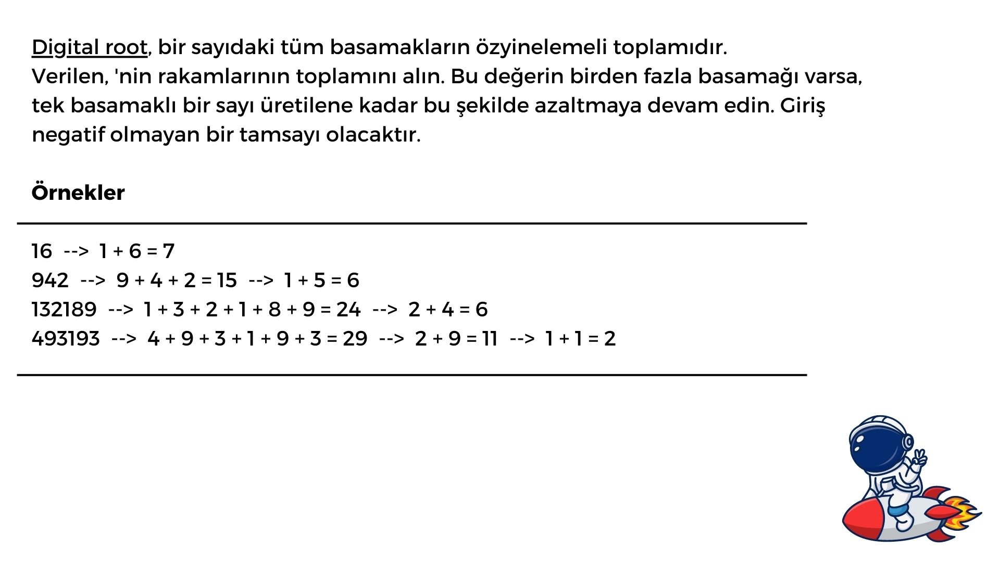 Digital root, bir sayıdaki tüm basamakların özyinelemeli toplamıdır.
Verilen, 'nin rakamlarının toplamını alın. Bu değerin birden fazla basamağı varsa,
tek basamaklı bir sayı üretilene kadar bu şekilde azaltmaya devam edin. Giriş
negatif olmayan bir tamsayı olacaktır.
Örnekler
16 --> 1 + 6 = 7
942 --> 9 + 4 + 2 = 15 --> 1 + 5 = 6
132189 --> 1 + 3 + 2 + 1 + 8 + 9 = 24 --> 2 + 4 = 6
493193 --> 4 + 9 + 3 + 1 + 9 + 3 = 29 --> 2 + 9 = 11 --> 1 + 1 = 2